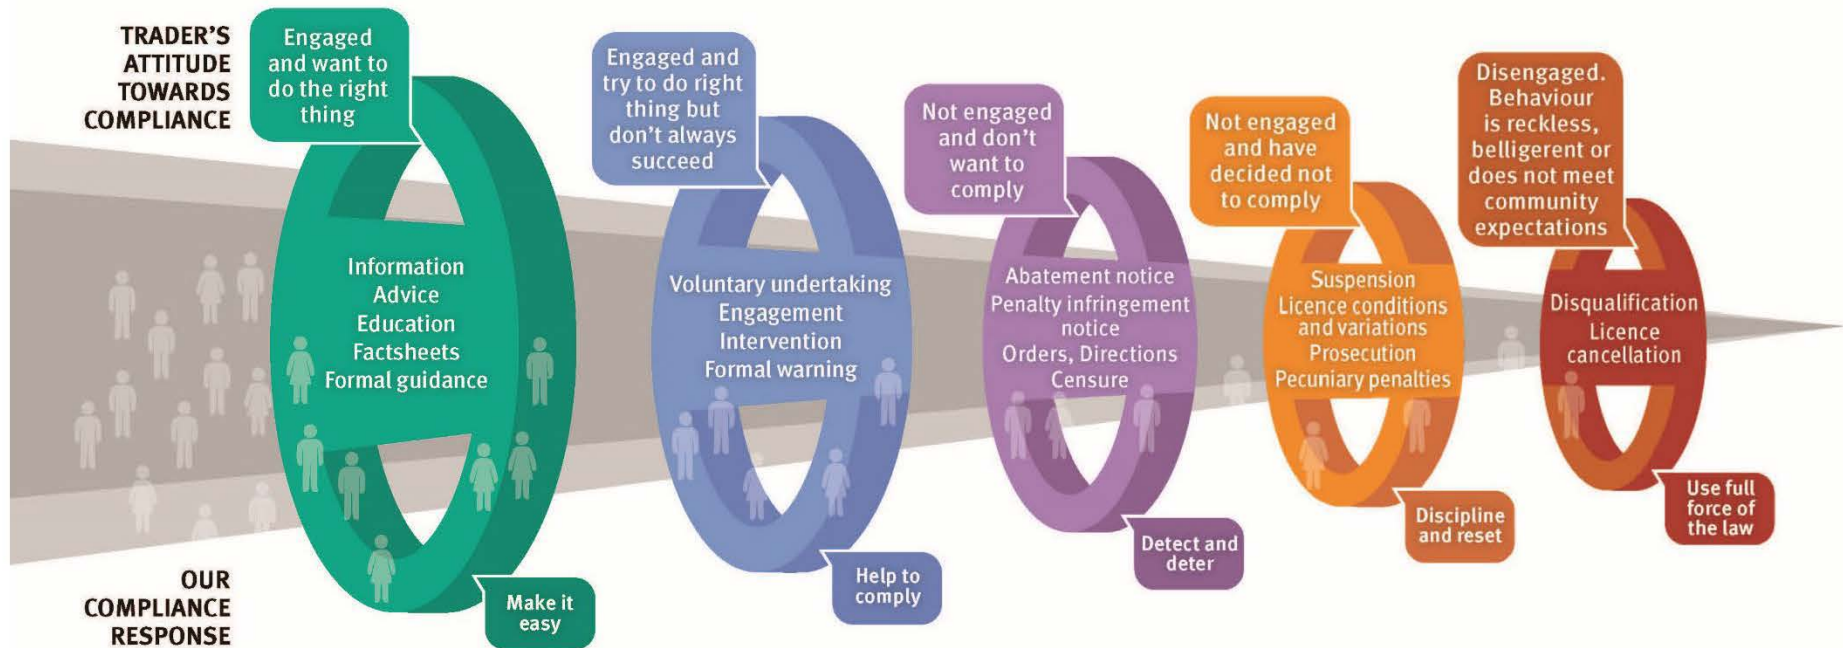 TRADER'S
ATTITUDE
TOWARDS
COMPLIANCE
Engaged
and want to
do the right
thing
Engaged and
try to do right
thing but
don't always
succeed
Not engaged
and don't
want to
comply
Not engaged
and have
decided not
to comply
Disengaged.
Behaviour
is reckless,
belligerent or
does not meet
community
expectations
Information
Advice
Education
Factsheets
Formal guidance
Voluntary undertaking
Engagement
Intervention
Formal warning
Abatement notice
Penalty infringement
notice
Orders, Directions
Censure
Suspension
Licence conditions
and variations
Prosecution
Pecuniary penalties
Disqualification
Licence
cancellation
OUR
COMPLIANCE
RESPONSE
Make it
easy
Help to
comply
Detect and
deter
Discipline
and reset
Use full
force of
the law